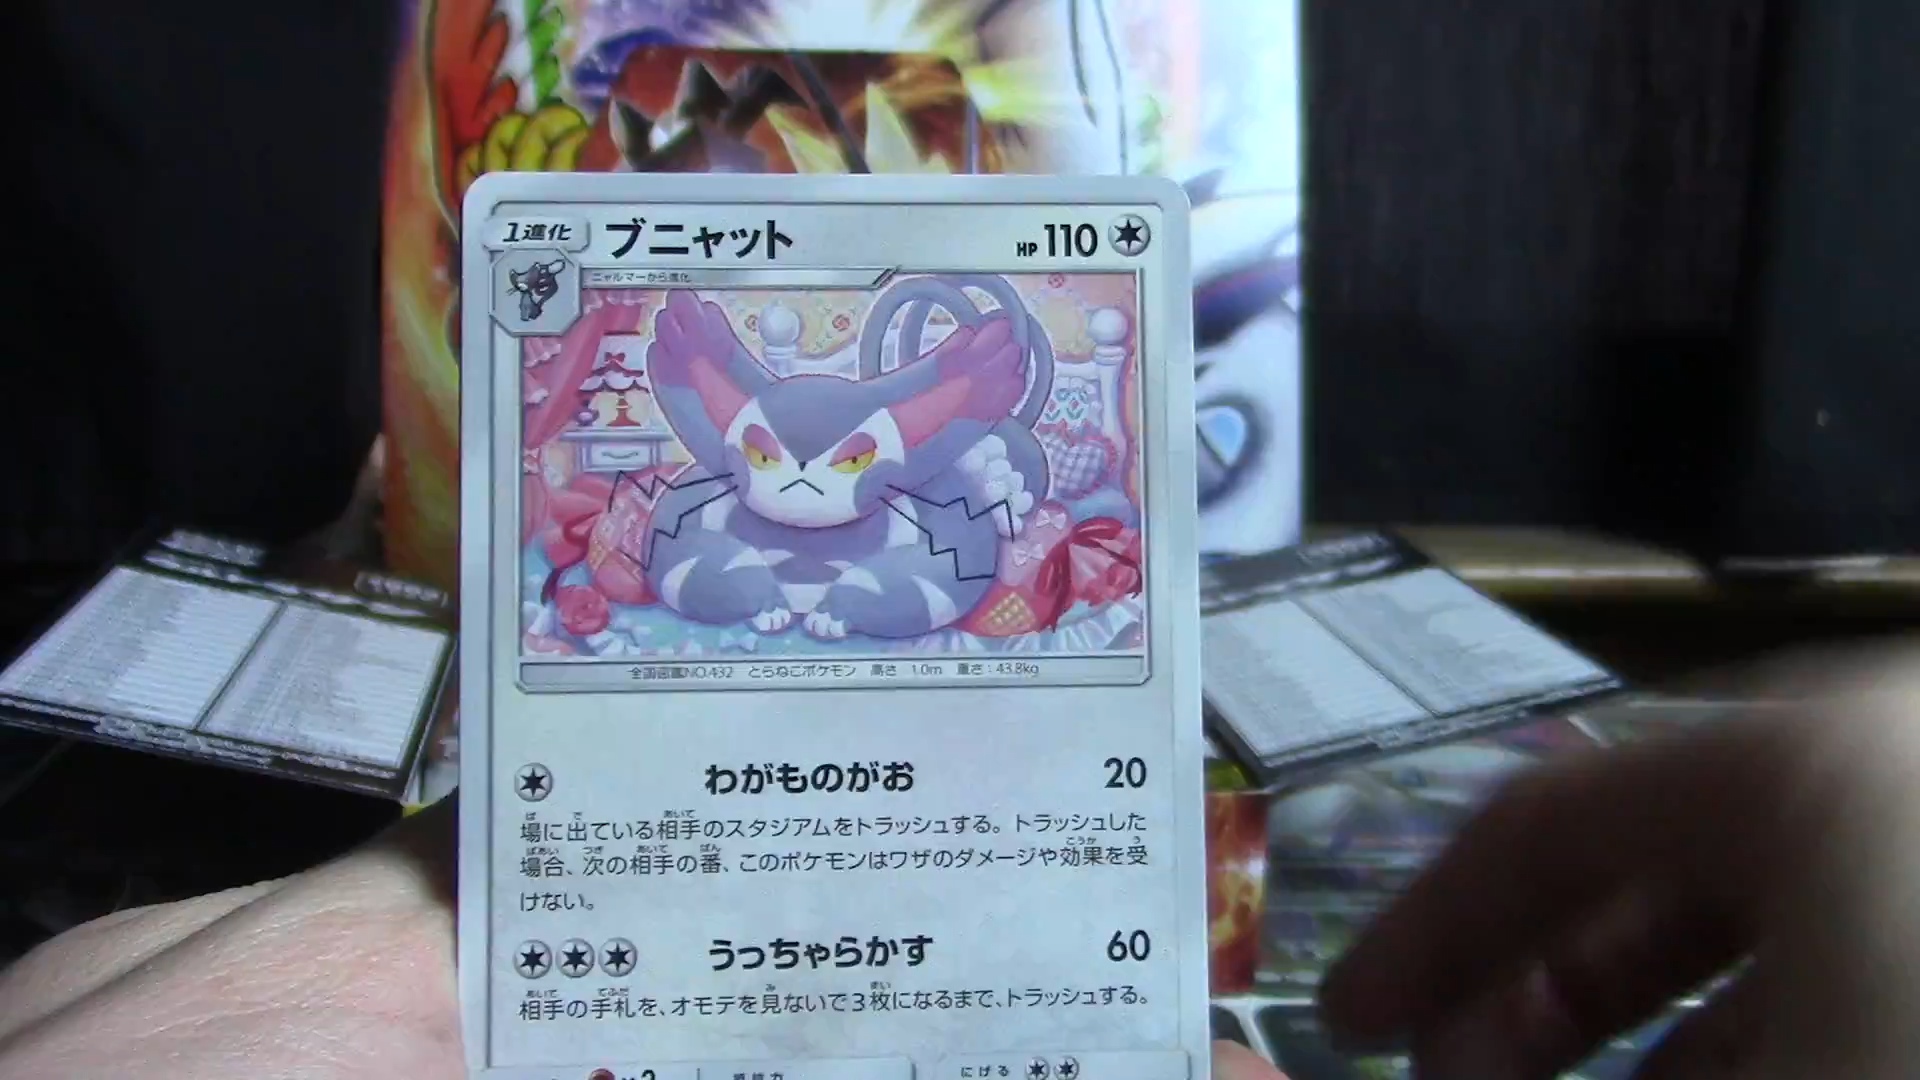 1進化 ブニャット HP110
ニャルマーから進化
全国図鑑NO.432 とらねこポケモン 高さ 1.0m 重さ:43.8kg
わがものがお 20
場に出ている相手のスタジアムをトラッシュする。トラッシュした
場合、次の相手の番、このポケモンはワザのダメージや効果を受
けない。
うっちゃらかす 60
相手の手札を、オモテを見ないで3枚になるまで、トラッシュする。
×2 抵抗力 にげる